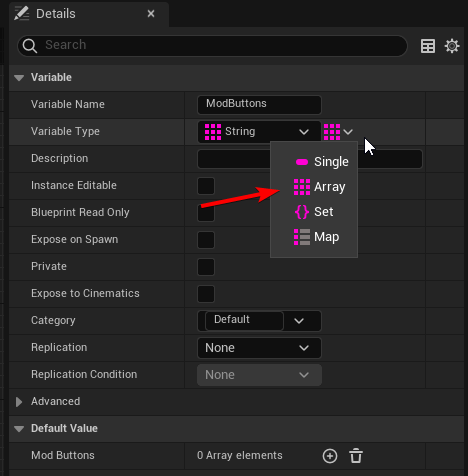 Details
Search
Variable
Variable Name ModButtons
Variable Type String
Description
Single
Instance Editable
Array
Blueprint Read Only
Set
Expose on Spawn
Map
Private
Expose to Cinematics
Category Default
Replication None
Replication Condition None
Advanced
Default Value
Mod Buttons 0 Array elements